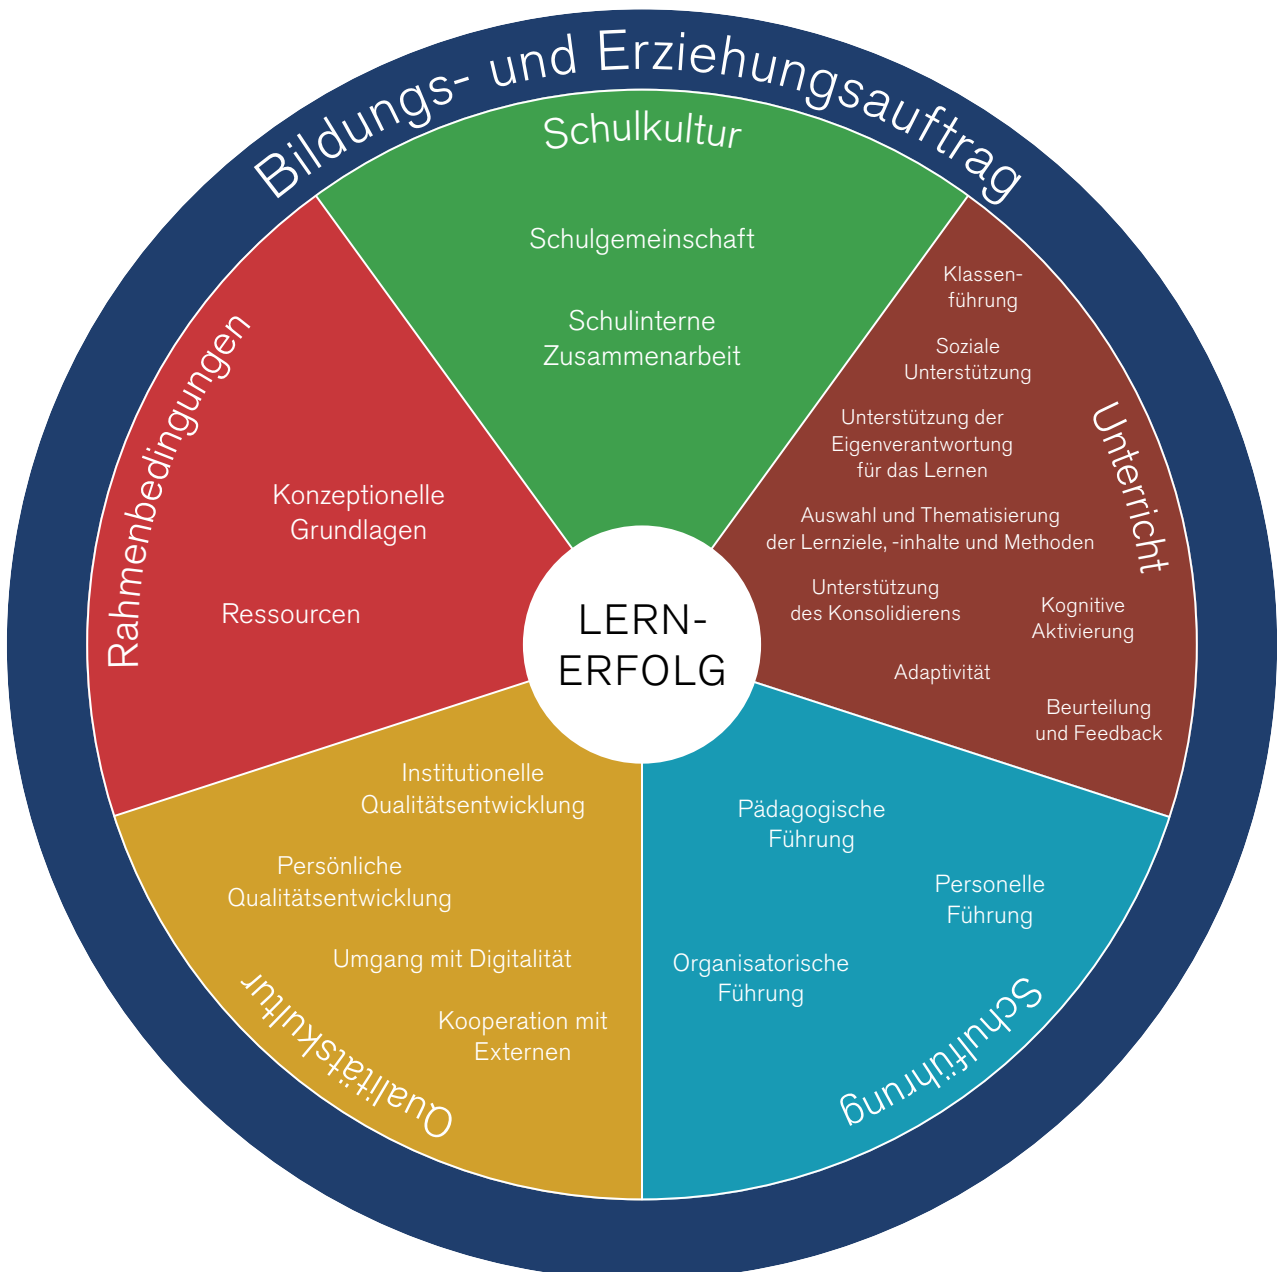 Bildungs- und Erziehungsauftrag
Schulkultur
Schulgemeinschaft
Schulinterne
Zusammenarbeit
Unterricht
Klassen-
führung
Soziale
Unterstützung
Unterstützung der
Eigenverantwortung
für das Lernen
Auswahl und Thematisierung
der Lernziele, -inhalte und Methoden
Unterstützung
des Konsolidierens
Kognitive
Aktivierung
Adaptivität
Beurteilung
und Feedback
Schulführung
Pädagogische
Führung
Personelle
Führung
Organisatorische
Führung
Qualitätskultur
Institutionelle
Qualitätsentwicklung
Persönliche
Qualitätsentwicklung
Umgang mit Digitalität
Kooperation mit
Externen
Rahmenbedingungen
Konzeptionelle
Grundlagen
Ressourcen
LERN-
ERFOLG